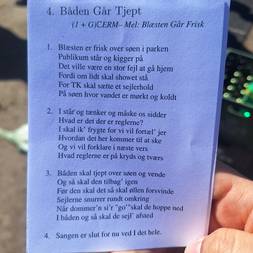 4. Båden Går Tjept
(1 + G)CERM– Mel: Blæsten Går Frisk
1. Blæsten er frisk over søen i parken
Publikum står og kigger på
Det ville være en stor fejl at gå hjem
Fordi om lidt skal showet stå
For TK skal sætte et sejlerhold
På søen hvor vandet er mørkt og koldt
2. I står og tænker og måske os sidder
Hvad er det der er reglerne?
I skal ik' frygte for vi vil fortæl' jer
Hvordan det her kommer til at ske
Og vi vil forklare i næste vers
Hvad reglerne er på kryds og tværs
3. Båden skal tjept over søen og vende
Og så skal den tilbag' igen
Før den skal det så skal øllen forsvinde
Sejlerne snurrer rundt omkring
Når dommer'n si'r "go'" skal de hoppe ned
I båden og så skal de sejl' afsted
4. Sangen er slut for nu ved I det hele.